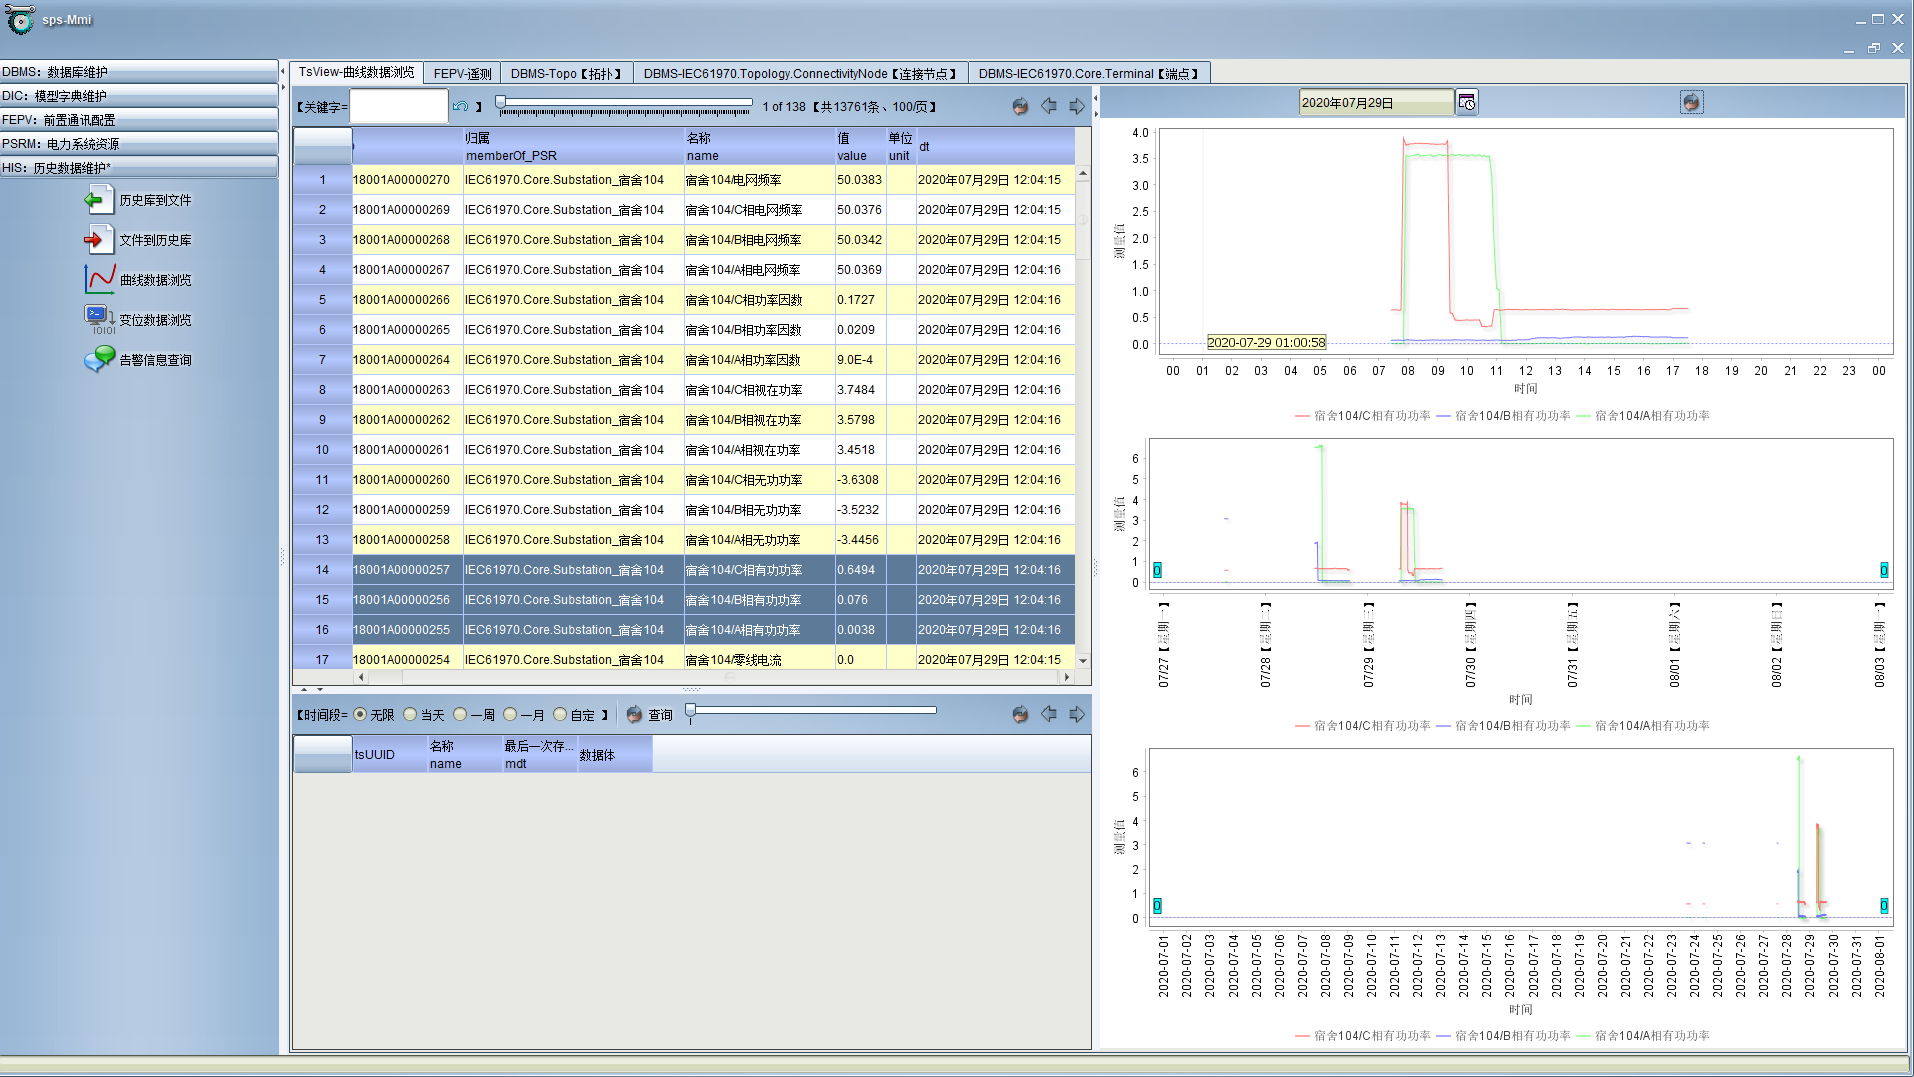 sps-Mmi
DBMS：数据库维护
DIC：模型字典维护
FEPV：前置通讯配置
PSRM：电力系统资源
HIS：历史数据维护*
历史库到文件
文件到历史库
曲线数据浏览
变位数据浏览
告警信息查询
TsView-曲线数据浏览
FEPV-遥测
DBMS-Topo【拓扑】
DBMS-IEC61970.Topology.ConnectivityNode【连接节点】
DBMS-IEC61970.Core.Terminal【端点】
【关键字= 】 1 of 138 【共13761条、100/页】
归属 memberOf_PSR 名称 name 值 value 单位 unit dt
1 18001A00000270 IEC61970.Core.Substation_宿舍104 宿舍104/电网频率 50.0383 2020年07月29日 12:04:15
2 18001A00000269 IEC61970.Core.Substation_宿舍104 宿舍104/C相电网频率 50.0376 2020年07月29日 12:04:15
3 18001A00000268 IEC61970.Core.Substation_宿舍104 宿舍104/B相电网频率 50.0342 2020年07月29日 12:04:15
4 18001A00000267 IEC61970.Core.Substation_宿舍104 宿舍104/A相电网频率 50.0369 2020年07月29日 12:04:16
5 18001A00000266 IEC61970.Core.Substation_宿舍104 宿舍104/C相功率因数 0.1727 2020年07月29日 12:04:16
6 18001A00000265 IEC61970.Core.Substation_宿舍104 宿舍104/B相功率因数 0.0209 2020年07月29日 12:04:16
7 18001A00000264 IEC61970.Core.Substation_宿舍104 宿舍104/A相功率因数 9.0E-4 2020年07月29日 12:04:16
8 18001A00000263 IEC61970.Core.Substation_宿舍104 宿舍104/C相视在功率 3.7484 2020年07月29日 12:04:16
9 18001A00000262 IEC61970.Core.Substation_宿舍104 宿舍104/B相视在功率 3.5798 2020年07月29日 12:04:16
10 18001A00000261 IEC61970.Core.Substation_宿舍104 宿舍104/A相视在功率 3.4518 2020年07月29日 12:04:16
11 18001A00000260 IEC61970.Core.Substation_宿舍104 宿舍104/C相无功功率 -3.6308 2020年07月29日 12:04:16
12 18001A00000259 IEC61970.Core.Substation_宿舍104 宿舍104/B相无功功率 -3.5232 2020年07月29日 12:04:16
13 18001A00000258 IEC61970.Core.Substation_宿舍104 宿舍104/A相无功功率 -3.4456 2020年07月29日 12:04:16
14 18001A00000257 IEC61970.Core.Substation_宿舍104 宿舍104/C相有功功率 0.6494 2020年07月29日 12:04:16
15 18001A00000256 IEC61970.Core.Substation_宿舍104 宿舍104/B相有功功率 0.076 2020年07月29日 12:04:16
16 18001A00000255 IEC61970.Core.Substation_宿舍104 宿舍104/A相有功功率 0.0038 2020年07月29日 12:04:16
17 18001A00000254 IEC61970.Core.Substation_宿舍104 宿舍104/零线电流 0.0 2020年07月29日 12:04:15
【时间段= 无限 当天 一周 一月 自定 】 查询
tsUUID 名称 name 最后一次存... mdt 数据体
2020年07月29日
4.0
3.5
3.0
2.5
2.0
1.5
1.0
0.5
0.0
测量值
2020-07-29 01:00:58
00 01 02 03 04 05 06 07 08 09 10 11 12 13 14 15 16 17 18 19 20 21 22 23 00
时间
宿舍104/C相有功功率 宿舍104/B相有功功率 宿舍104/A相有功功率
6
5
4
3
2
1
0
测量值
0 0
07/27【星期一】 07/28【星期二】 07/29【星期三】 07/30【星期四】 07/31【星期五】 08/01【星期六】 08/02【星期日】 08/03【星期一】
时间
宿舍104/C相有功功率 宿舍104/B相有功功率 宿舍104/A相有功功率
6
5
4
3
2
1
0
测量值
0 0
2020-07-01 2020-07-02 2020-07-03 2020-07-04 2020-07-05 2020-07-06 2020-07-07 2020-07-08 2020-07-09 2020-07-10 2020-07-11 2020-07-12 2020-07-13 2020-07-14 2020-07-15 2020-07-16 2020-07-17 2020-07-18 2020-07-19 2020-07-20 2020-07-21 2020-07-22 2020-07-23 2020-07-24 2020-07-25 2020-07-26 2020-07-27 2020-07-28 2020-07-29 2020-07-30 2020-07-31 2020-08-01
时间
宿舍104/C相有功功率 宿舍104/B相有功功率 宿舍104/A相有功功率